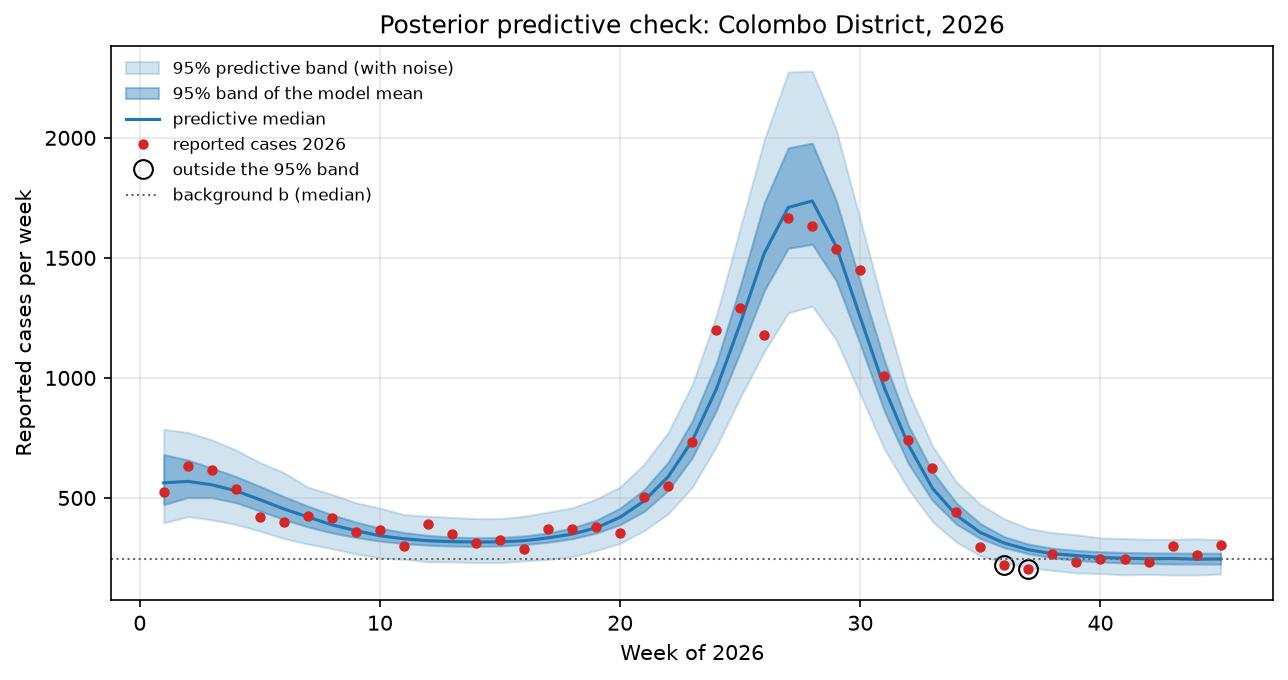 Posterior predictive check: Colombo District, 2026
95% predictive band (with noise)
95% band of the model mean
predictive median
reported cases 2026
outside the 95% band
background b (median)
Reported cases per week
2000
1500
1000
500
0 10 20 30 40
Week of 2026